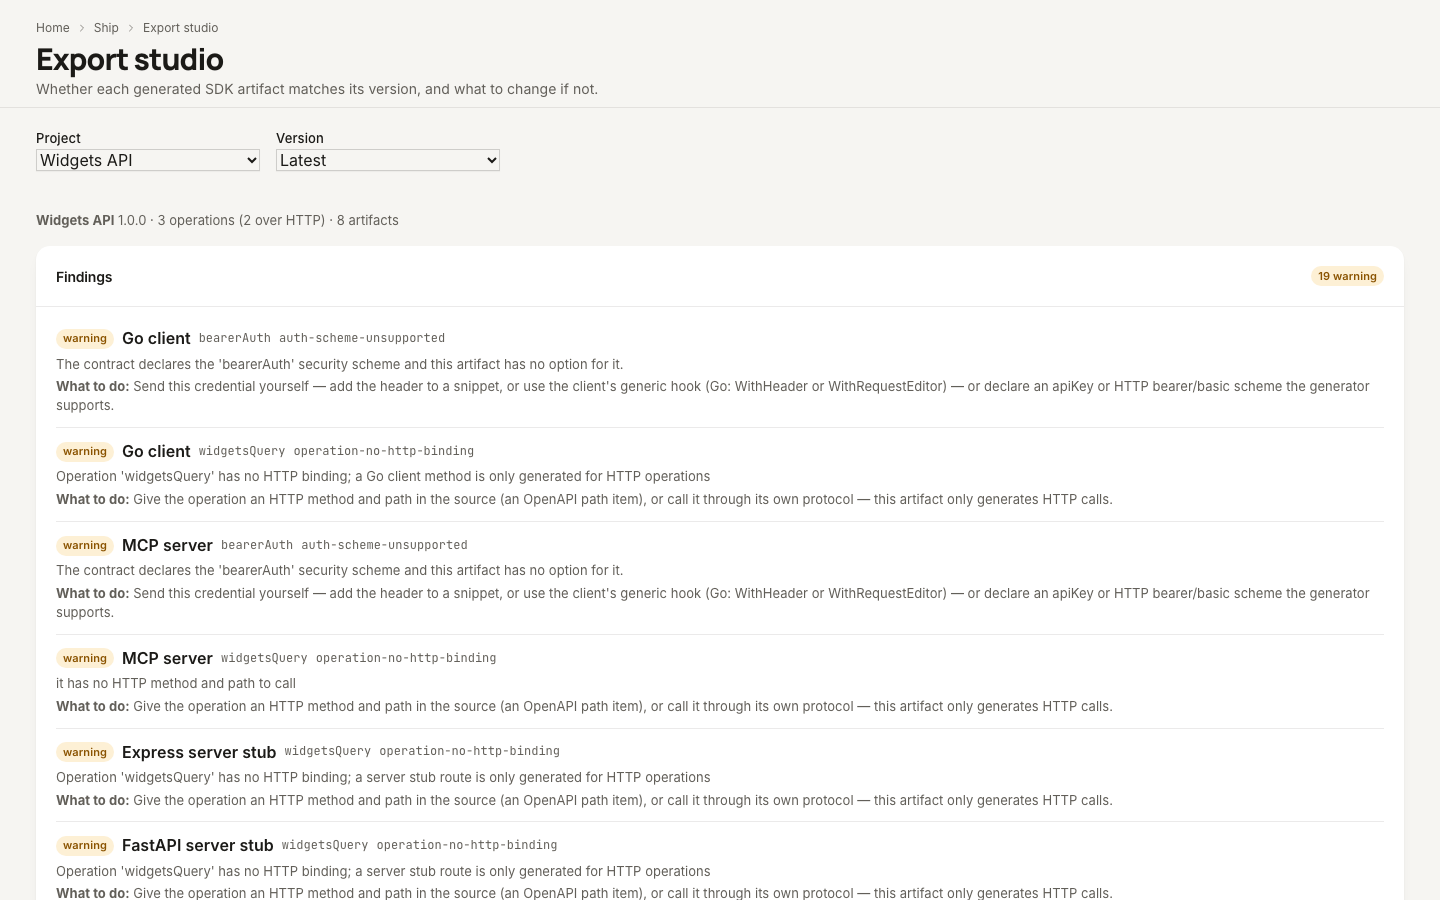 Home > Ship > Export studio
Export studio
Whether each generated SDK artifact matches its version, and what to change if not.
Project Version
Widgets API Latest
Widgets API 1.0.0 · 3 operations (2 over HTTP) · 8 artifacts
Findings 19 warning
warning Go client bearerAuth auth-scheme-unsupported
The contract declares the 'bearerAuth' security scheme and this artifact has no option for it.
What to do: Send this credential yourself — add the header to a snippet, or use the client's generic hook (Go: WithHeader or WithRequestEditor) — or declare an apiKey or HTTP bearer/basic scheme the generator
supports.
warning Go client widgetsQuery operation-no-http-binding
Operation 'widgetsQuery' has no HTTP binding; a Go client method is only generated for HTTP operations
What to do: Give the operation an HTTP method and path in the source (an OpenAPI path item), or call it through its own protocol — this artifact only generates HTTP calls.
warning MCP server bearerAuth auth-scheme-unsupported
The contract declares the 'bearerAuth' security scheme and this artifact has no option for it.
What to do: Send this credential yourself — add the header to a snippet, or use the client's generic hook (Go: WithHeader or WithRequestEditor) — or declare an apiKey or HTTP bearer/basic scheme the generator
supports.
warning MCP server widgetsQuery operation-no-http-binding
it has no HTTP method and path to call
What to do: Give the operation an HTTP method and path in the source (an OpenAPI path item), or call it through its own protocol — this artifact only generates HTTP calls.
warning Express server stub widgetsQuery operation-no-http-binding
Operation 'widgetsQuery' has no HTTP binding; a server stub route is only generated for HTTP operations
What to do: Give the operation an HTTP method and path in the source (an OpenAPI path item), or call it through its own protocol — this artifact only generates HTTP calls.
warning FastAPI server stub widgetsQuery operation-no-http-binding
Operation 'widgetsQuery' has no HTTP binding; a server stub route is only generated for HTTP operations
What to do: Give the operation an HTTP method and path in the source (an OpenAPI path item), or call it through its own protocol — this artifact only generates HTTP calls.